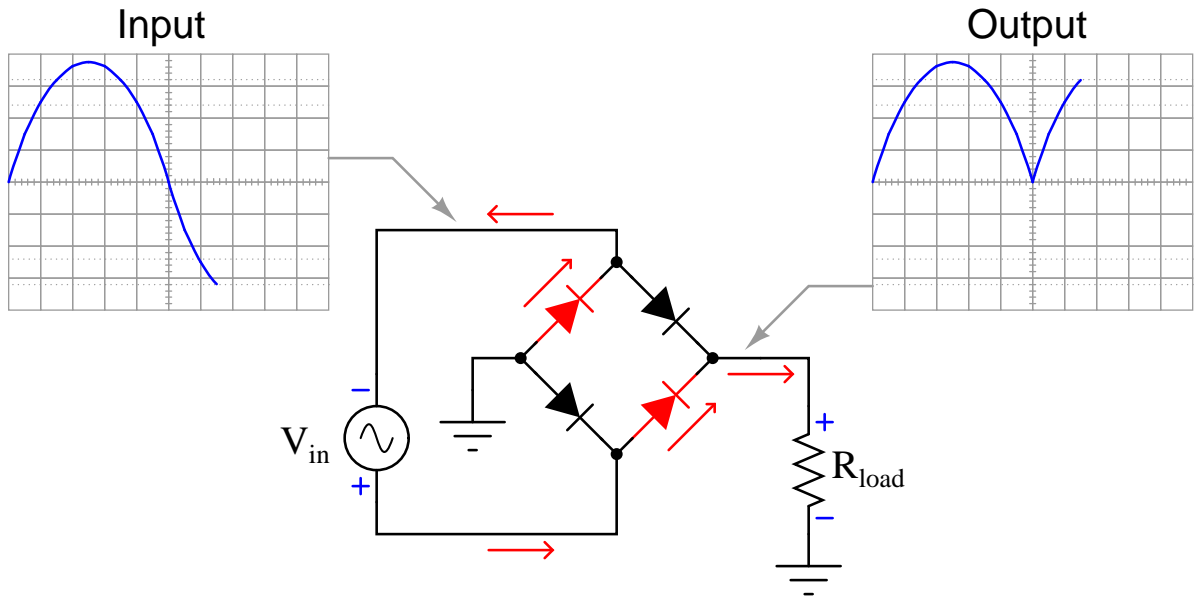 Input
Output
−
V_in
+
+
R_load
−